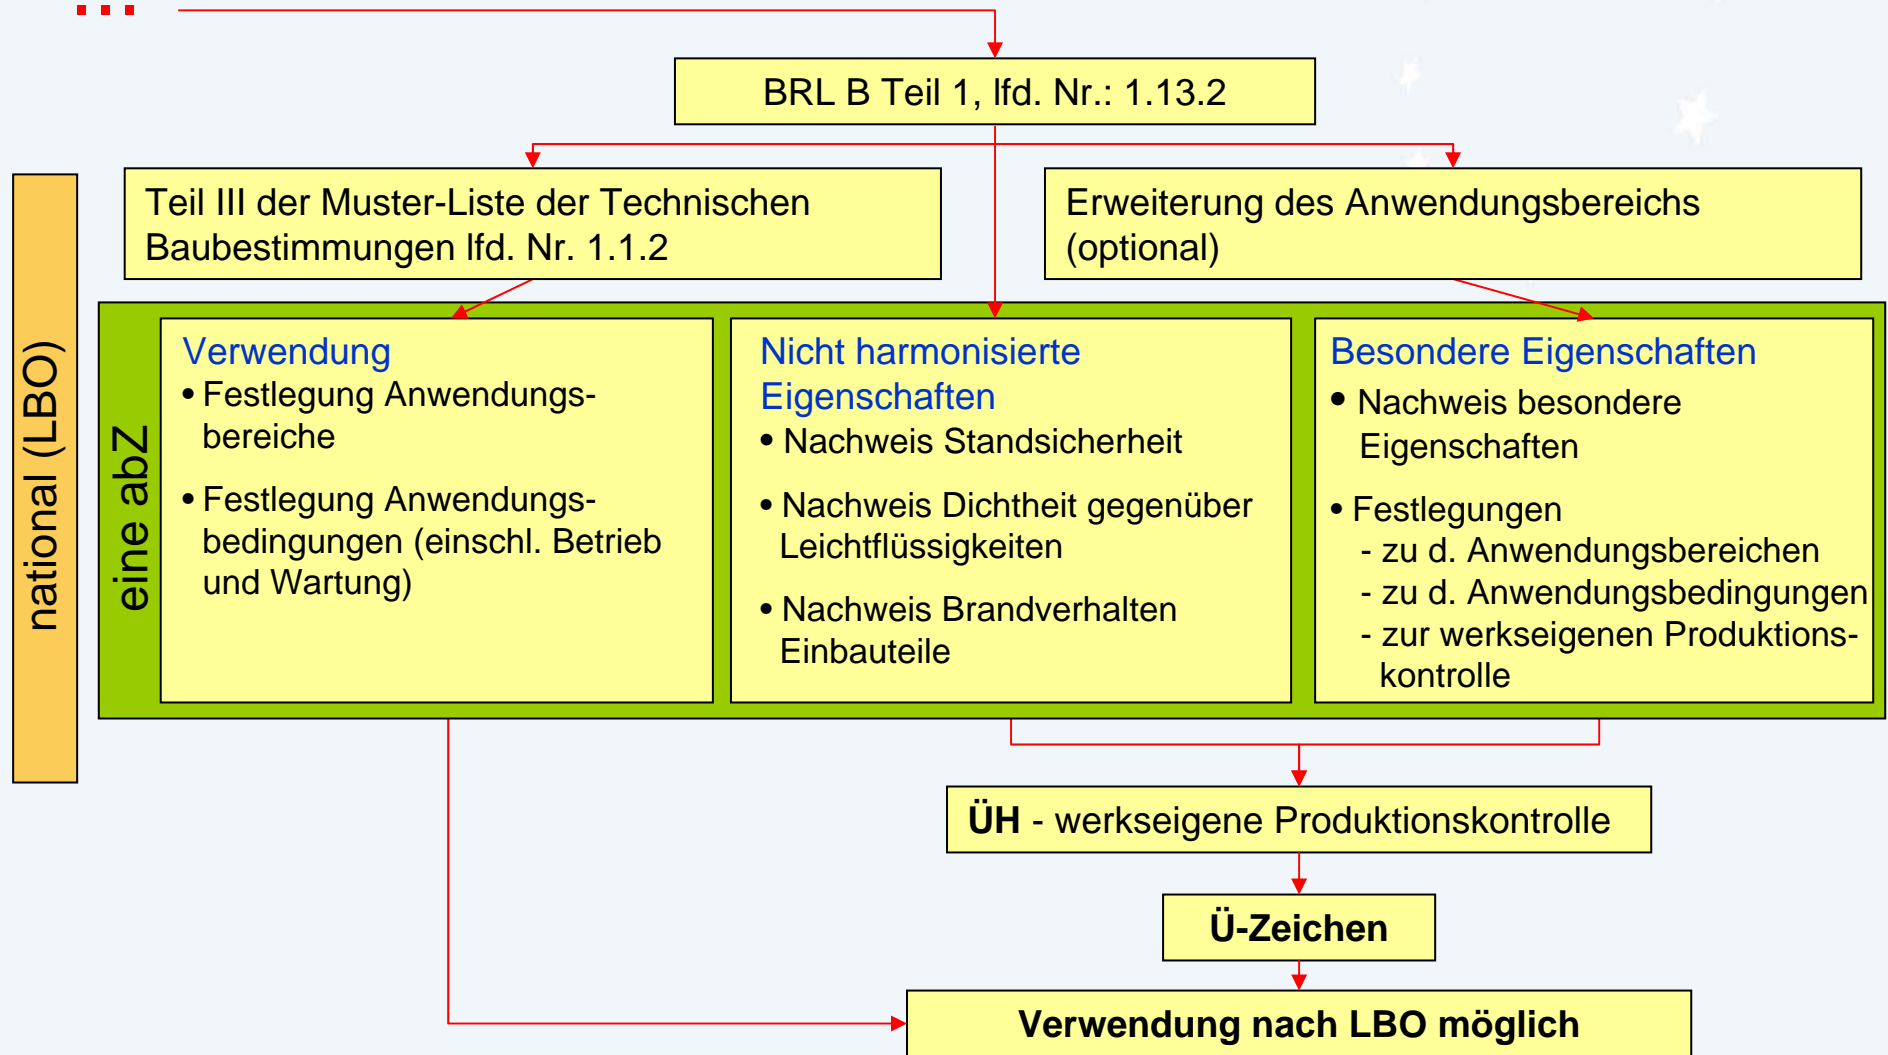 ...
BRL B Teil 1, lfd. Nr.: 1.13.2
Teil III der Muster-Liste der Technischen
Baubestimmungen lfd. Nr. 1.1.2
Erweiterung des Anwendungsbereichs
(optional)
national (LBO)
eine abZ
Verwendung
• Festlegung Anwendungs-
bereiche
• Festlegung Anwendungs-
bedingungen (einschl. Betrieb
und Wartung)
Nicht harmonisierte
Eigenschaften
• Nachweis Standsicherheit
• Nachweis Dichtheit gegenüber
Leichtflüssigkeiten
• Nachweis Brandverhalten
Einbauteile
Besondere Eigenschaften
• Nachweis besondere
Eigenschaften
• Festlegungen
- zu d. Anwendungsbereichen
- zu d. Anwendungsbedingungen
- zur werkseigenen Produktions-
kontrolle
ÜH - werkseigene Produktionskontrolle
Ü-Zeichen
Verwendung nach LBO möglich